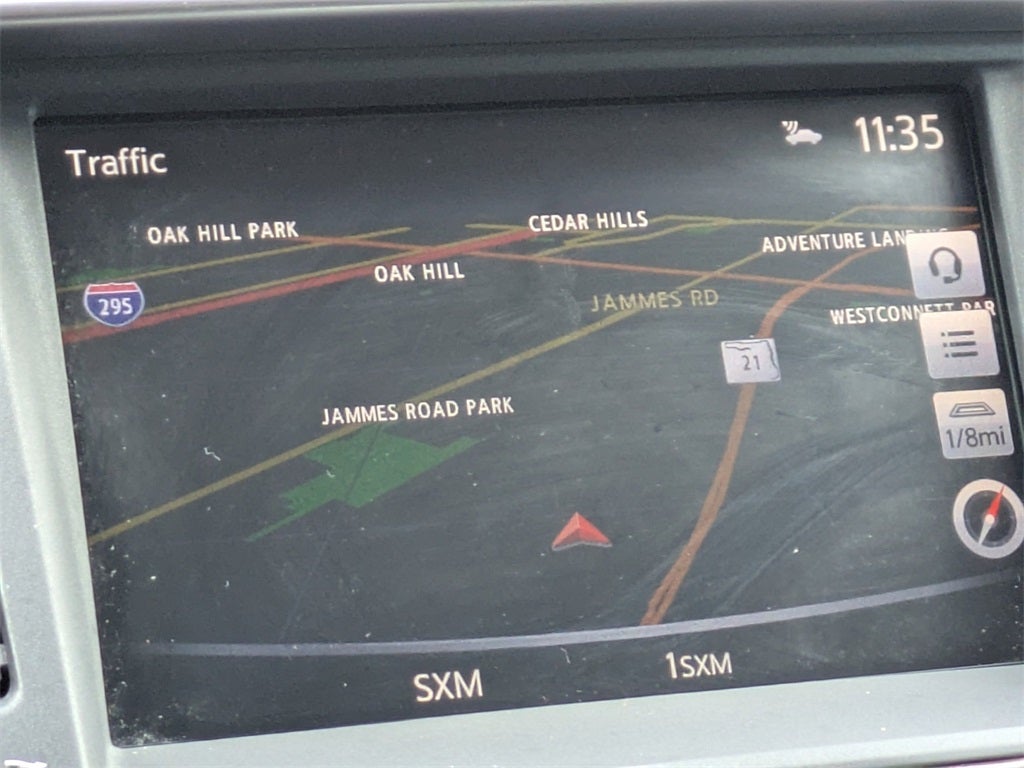 11:35
Traffic
OAK HILL PARK
CEDAR HILLS
ADVENTURE
OAK HILL
295
JAMMES RD
WESTCONNETT
21
JAMMES ROAD PARK
1/8mi
SXM
1SXM